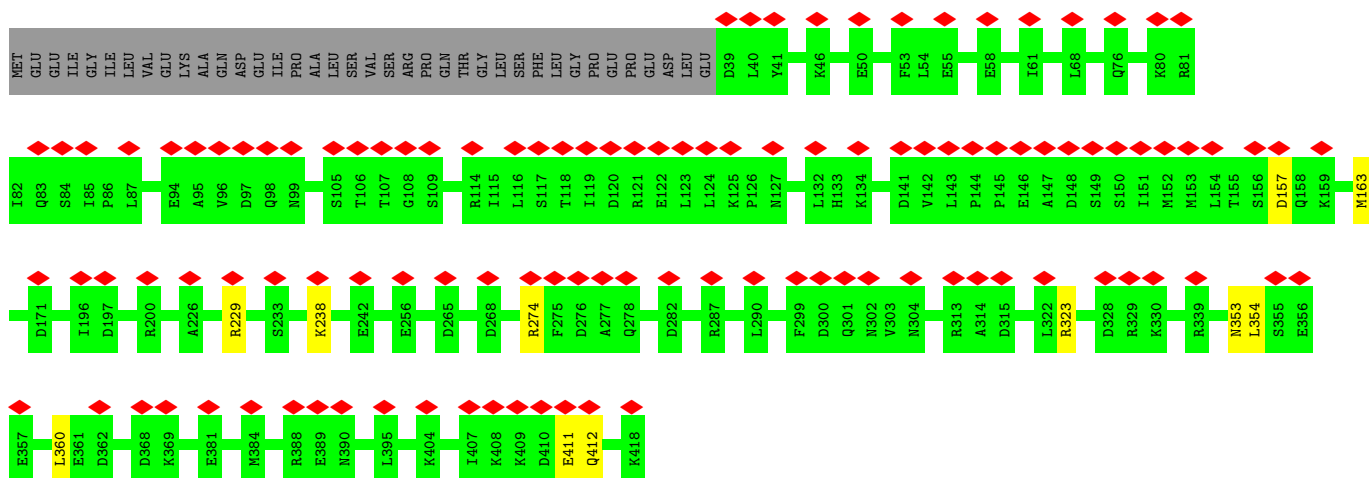 MET GLU GLU ILE GLY ILE LEU VAL GLU LYS ALA GLN ASP GLU ILE PRO ALA LEU SER VAL SER ARG PRO GLN THR GLY LEU SER PHE LEU GLY PRO GLU PRO GLU ASP LEU GLU D39 L40 Y41 K46 E50 F53 L54 E55 E58 I61 L68 Q76 K80 R81
I82 Q83 S84 I85 P86 L87 E94 A95 V96 D97 Q98 N99 S105 T106 T107 G108 S109 R114 I115 L116 S117 T118 I119 D120 R121 E122 L123 L124 K125 P126 N127 L132 H133 K134 D141 V142 L143 P144 P145 E146 A147 D148 S149 S150 I151 M152 M153 L154 T155 S156 D157 Q158 K159 M163
D171 I196 D197 R200 A226 R229 S233 K238 E242 E256 D265 D268 R274 F275 D276 A277 Q278 D282 R287 L290 F299 D300 Q301 N302 V303 N304 R313 A314 D315 L322 R323 D328 R329 K330 R339 N353 L354 S355 E356
E357 L360 E361 D362 D368 K369 E381 M384 R388 E389 N390 L395 K404 I407 K408 K409 D410 E411 Q412 K418